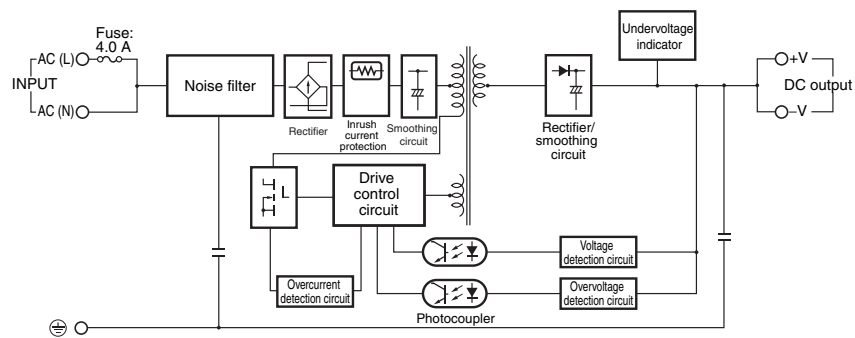 Fuse:
4.0 A
AC (L)
INPUT
AC (N)
Noise filter
Rectifier
Inrush
current
protection
Smoothing
circuit
Undervoltage
indicator
+V
DC output
–V
Rectifier/
smoothing
circuit
Drive
control
circuit
Overcurrent
detection circuit
Voltage
detection circuit
Overvoltage
detection circuit
Photocoupler